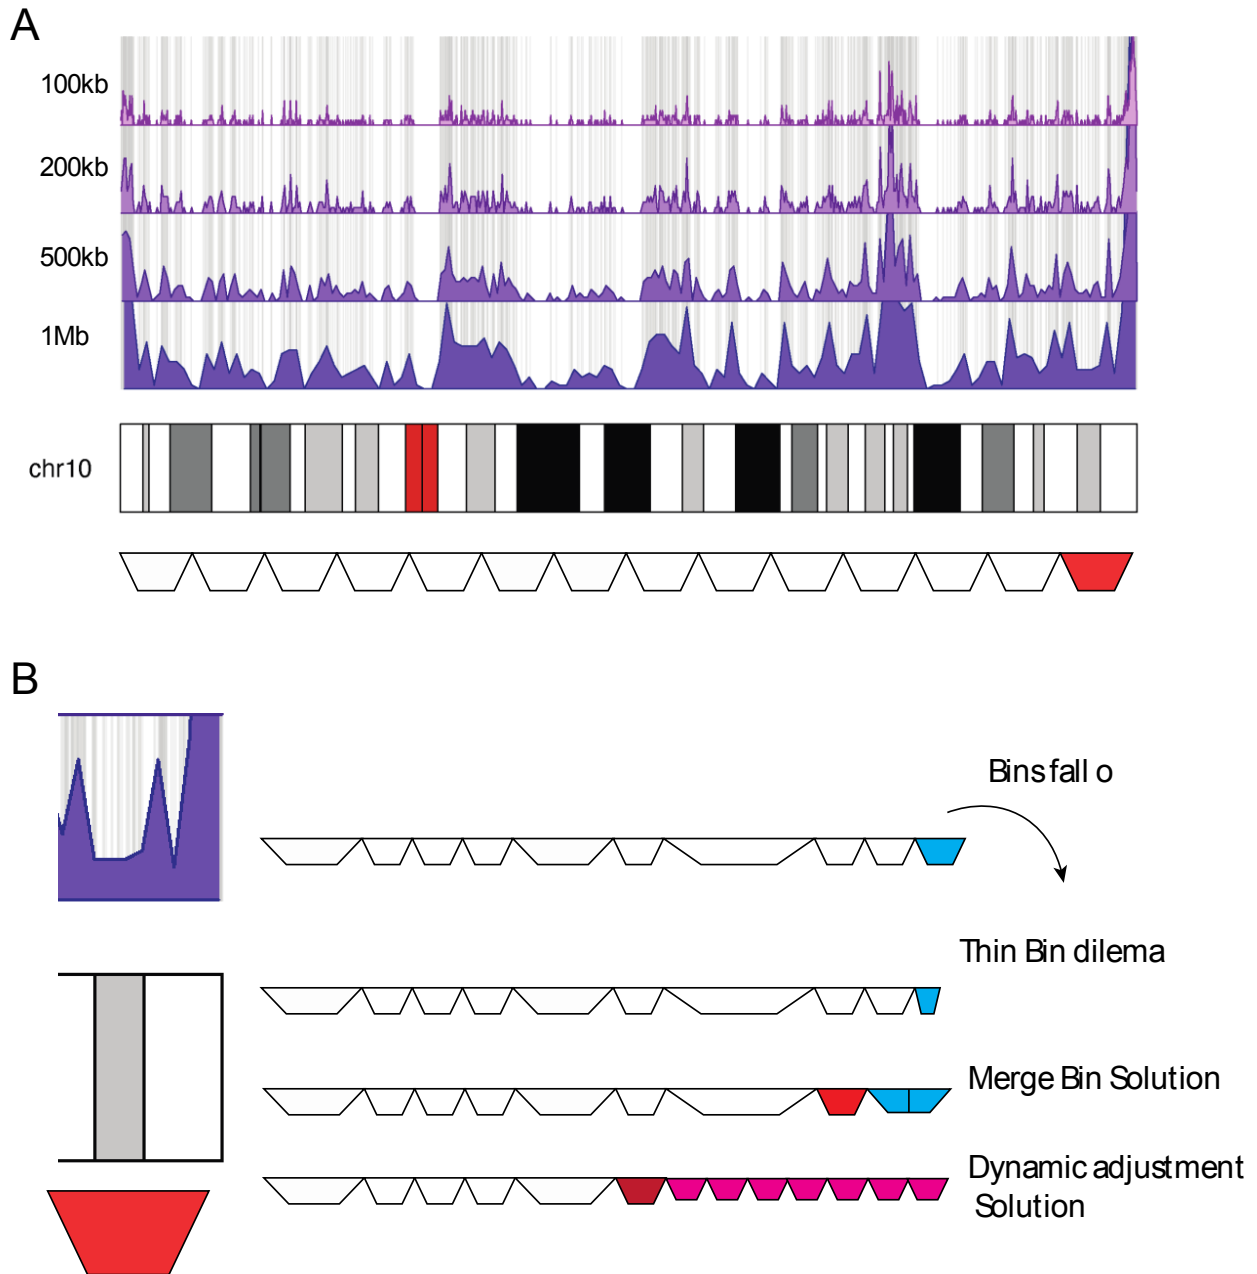 A
100kb
200kb
500kb
1Mb
chr10
B
Bins fall o
Thin Bin dilema
Merge Bin Solution
Dynamic adjustment
Solution